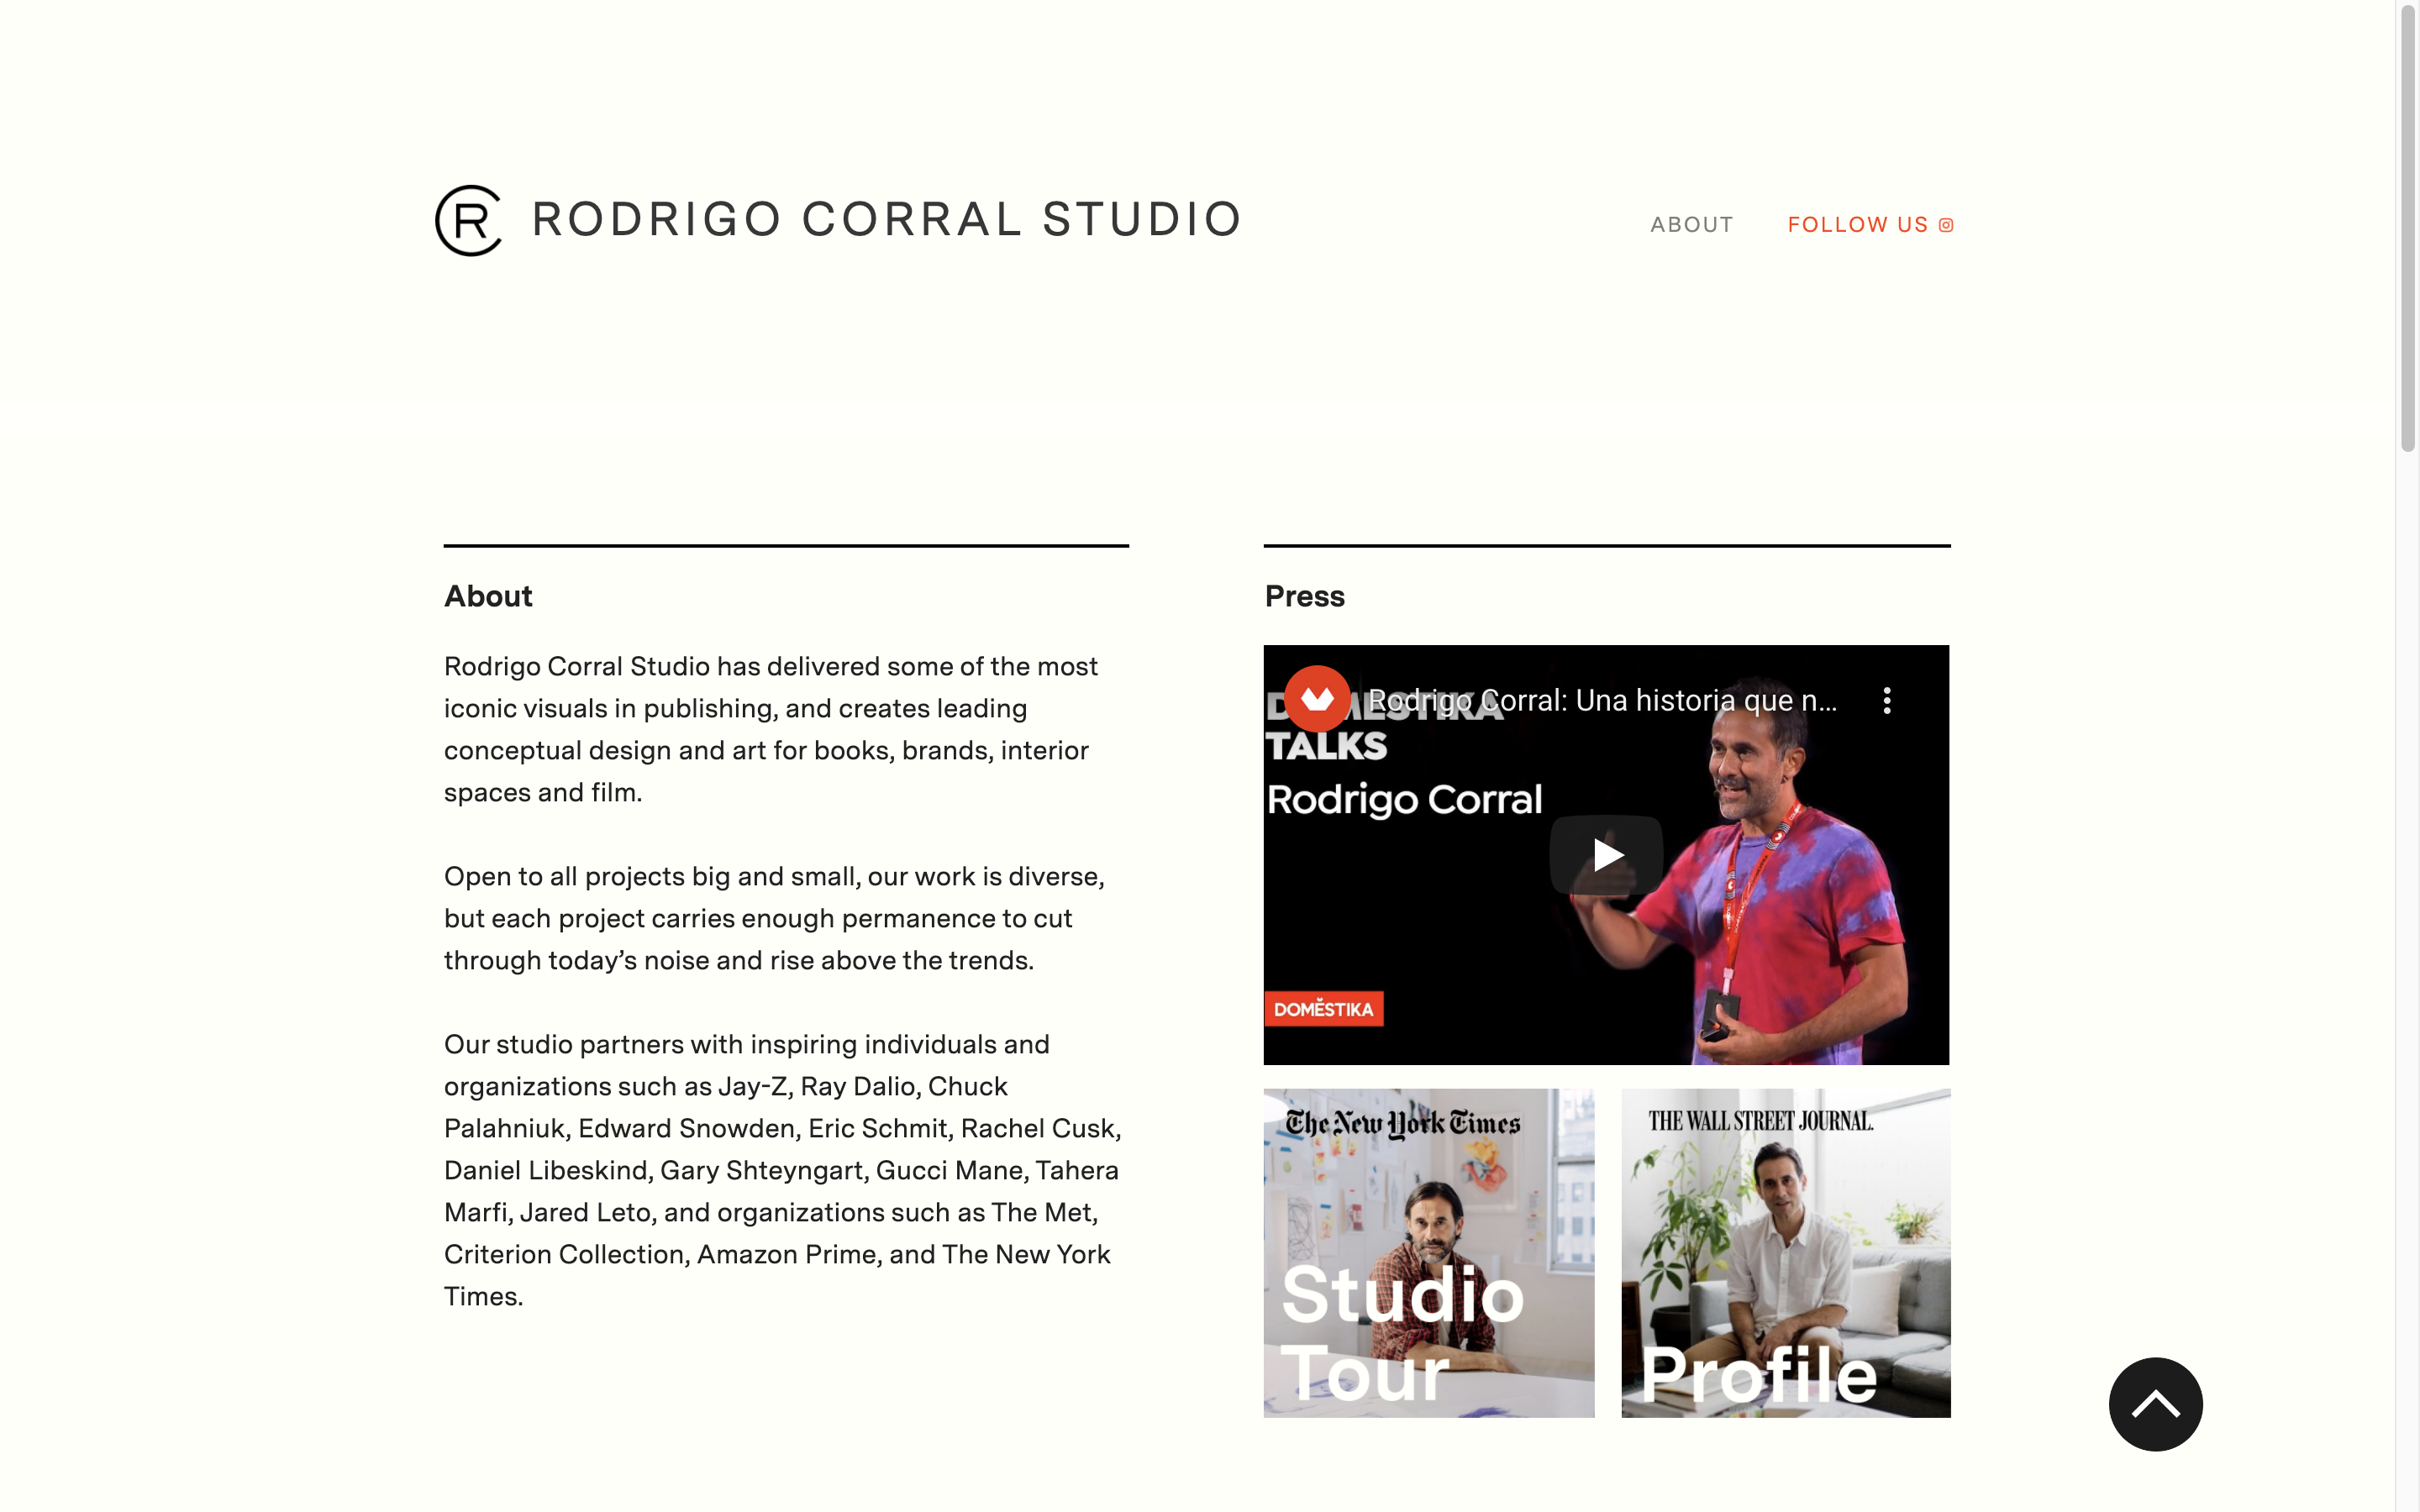 RODRIGO CORRAL STUDIO
ABOUT
FOLLOW US
About
Rodrigo Corral Studio has delivered some of the most
iconic visuals in publishing, and creates leading
conceptual design and art for books, brands, interior
spaces and film.
Open to all projects big and small, our work is diverse,
but each project carries enough permanence to cut
through today’s noise and rise above the trends.
Our studio partners with inspiring individuals and
organizations such as Jay-Z, Ray Dalio, Chuck
Palahniuk, Edward Snowden, Eric Schmit, Rachel Cusk,
Daniel Libeskind, Gary Shteyngart, Gucci Mane, Tahera
Marfi, Jared Leto, and organizations such as The Met,
Criterion Collection, Amazon Prime, and The New York
Times.
Press
Rodrigo Corral: Una historia que n...
DOMESTIKA
TALKS
Rodrigo Corral
DOMĔSTIKA
The New York Times
Studio
Tour
THE WALL STREET JOURNAL.
Profile